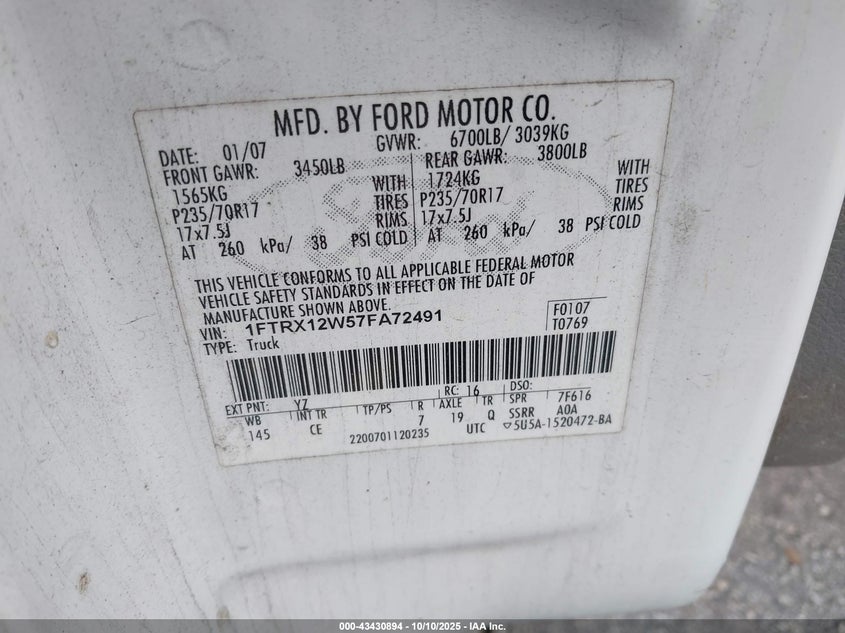 MFD. BY FORD MOTOR CO.
DATE: 01/07 GVWR: 6700LB/ 3039KG
FRONT GAWR: 3450LB REAR GAWR: 3800LB
1565KG WITH 1724KG WITH
P235/70R17 TIRES P235/70R17 TIRES
17x7.5J RIMS 17x7.5J RIMS
AT 260 kPa/ 38 PSI COLD AT 260 kPa/ 38 PSI COLD
THIS VEHICLE CONFORMS TO ALL APPLICABLE FEDERAL MOTOR
VEHICLE SAFETY STANDARDS IN EFFECT ON THE DATE OF
MANUFACTURE SHOWN ABOVE.
VIN: 1FTRX12W57FA72491 F0107
TYPE: Truck T0769
EXT PNT: YZ RC: 16 DSO:
WB INT TR TP/PS R AXLE TR SPR 7F616
145 CE 7 19 Q SSRR AOA
2200701120235 UTC ▽5U5A-1520472-BA
000-43430894 - 10/10/2025 - IAA Inc.